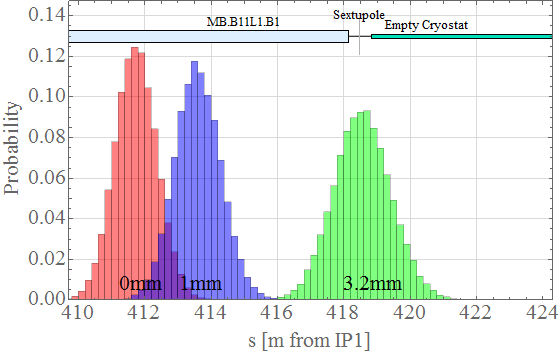 Sextupole
MB.B11L1.B1
Empty Cryostat
0.14
0.12
0.10
0.08
0.06
0.04
0.02
0.00
Probability
0mm
1mm
3.2mm
410 412 414 416 418 420 422 424
s [m from IP1]